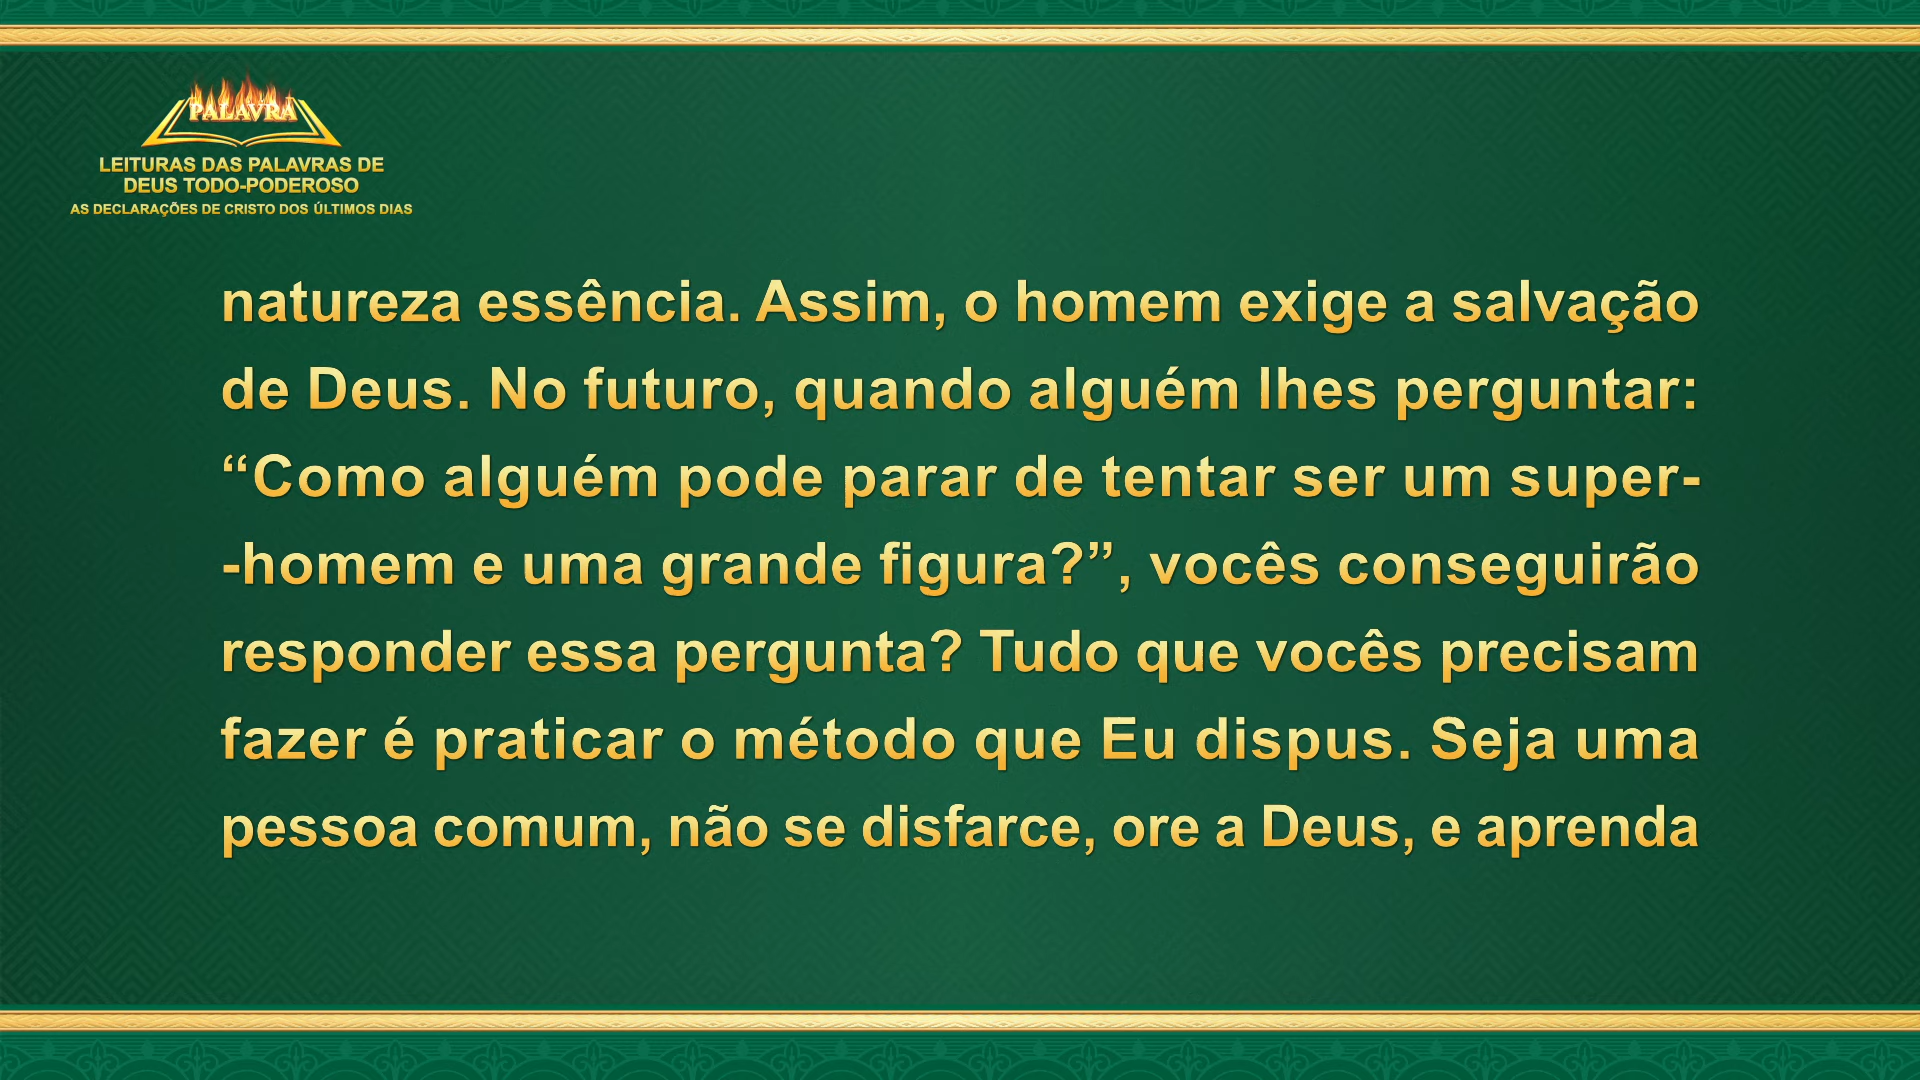 PALAVRA
LEITURAS DAS PALAVRAS DE
DEUS TODO-PODEROSO
AS DECLARAÇÕES DE CRISTO DOS ÚLTIMOS DIAS
natureza essência. Assim, o homem exige a salvação
de Deus. No futuro, quando alguém lhes perguntar:
“Como alguém pode parar de tentar ser um super-
-homem e uma grande figura?”, vocês conseguirão
responder essa pergunta? Tudo que vocês precisam
fazer é praticar o método que Eu dispus. Seja uma
pessoa comum, não se disfarce, ore a Deus, e aprenda